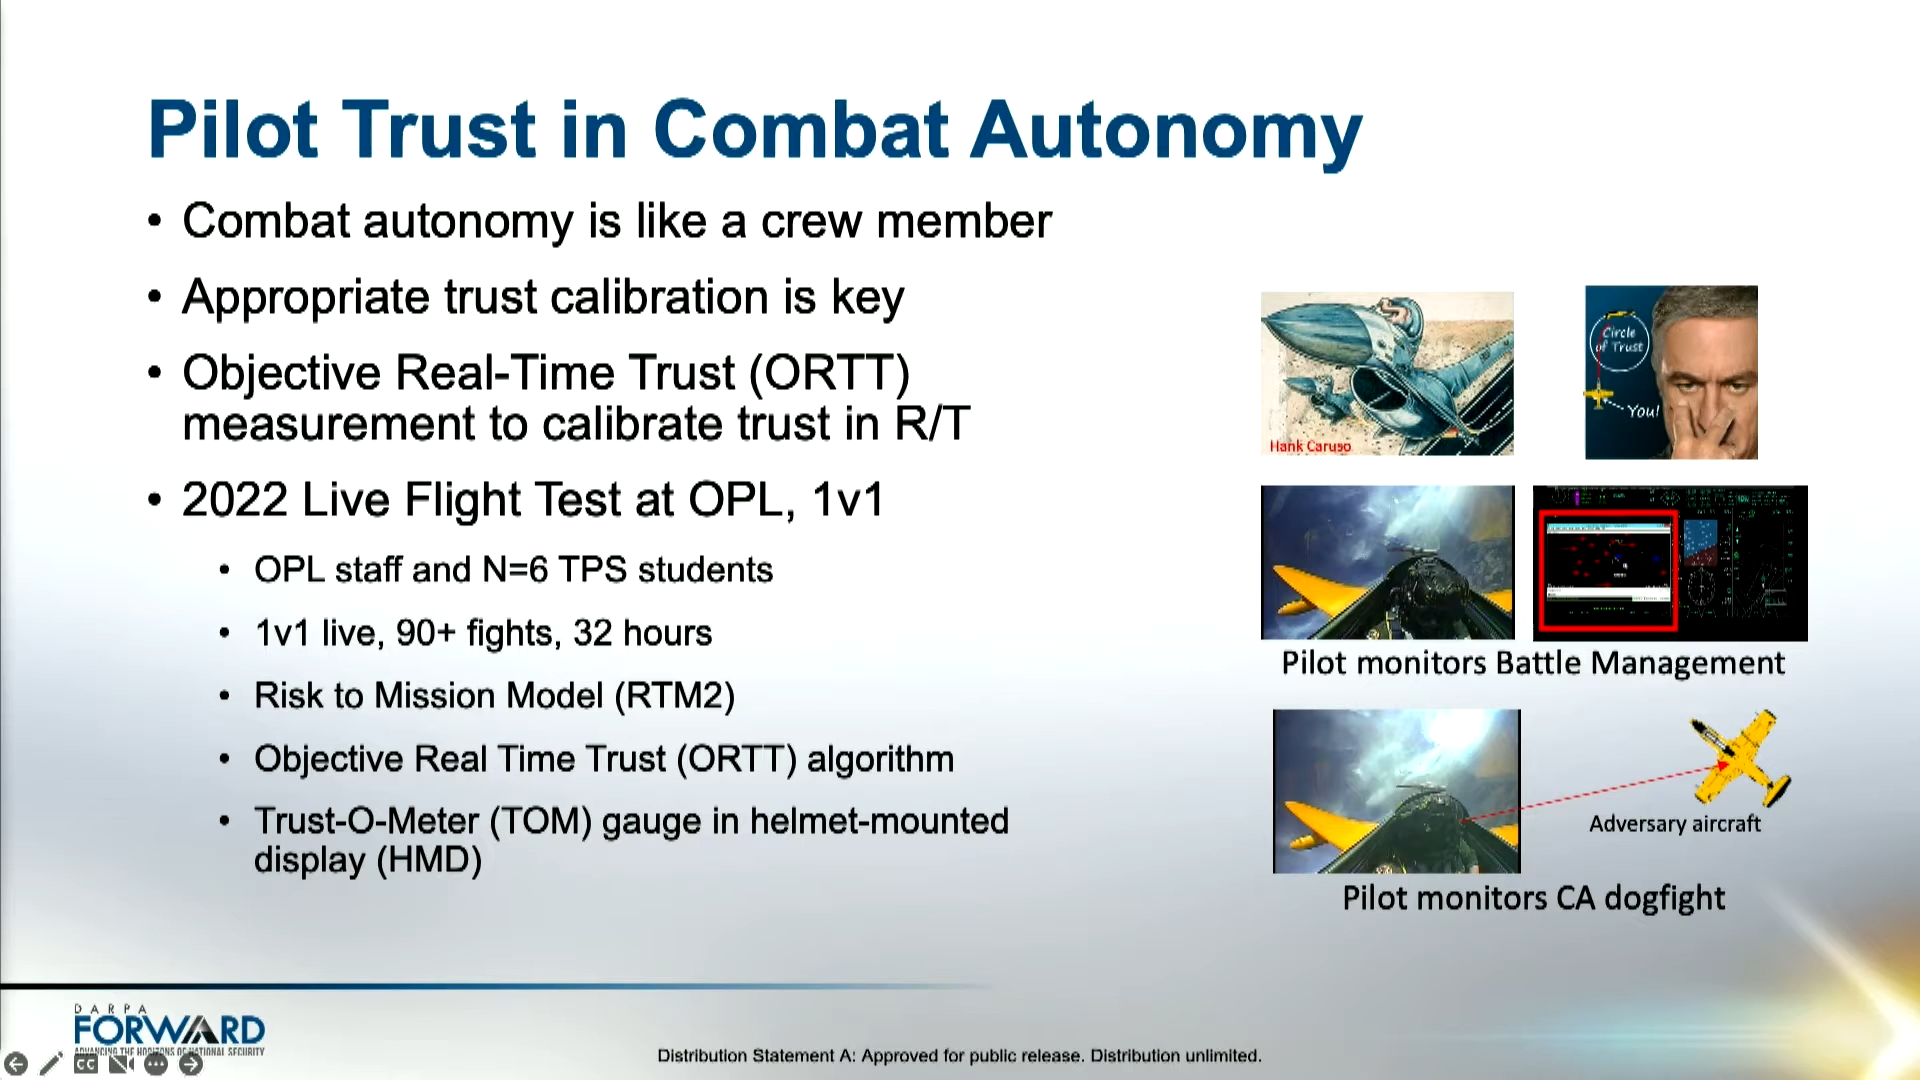 Pilot Trust in Combat Autonomy
• Combat autonomy is like a crew member
• Appropriate trust calibration is key
• Objective Real-Time Trust (ORTT)
measurement to calibrate trust in R/T
• 2022 Live Flight Test at OPL, 1v1
• OPL staff and N=6 TPS students
• 1v1 live, 90+ fights, 32 hours
• Risk to Mission Model (RTM2)
• Objective Real Time Trust (ORTT) algorithm
• Trust-O-Meter (TOM) gauge in helmet-mounted
display (HMD)
Hank Caruso
Circle
of Trust
You!
Pilot monitors Battle Management
Adversary aircraft
Pilot monitors CA dogfight
DARPA
FORWARD
ADVANCING THE HORIZONS OF NATIONAL SECURITY
CC
Distribution Statement A: Approved for public release. Distribution unlimited.